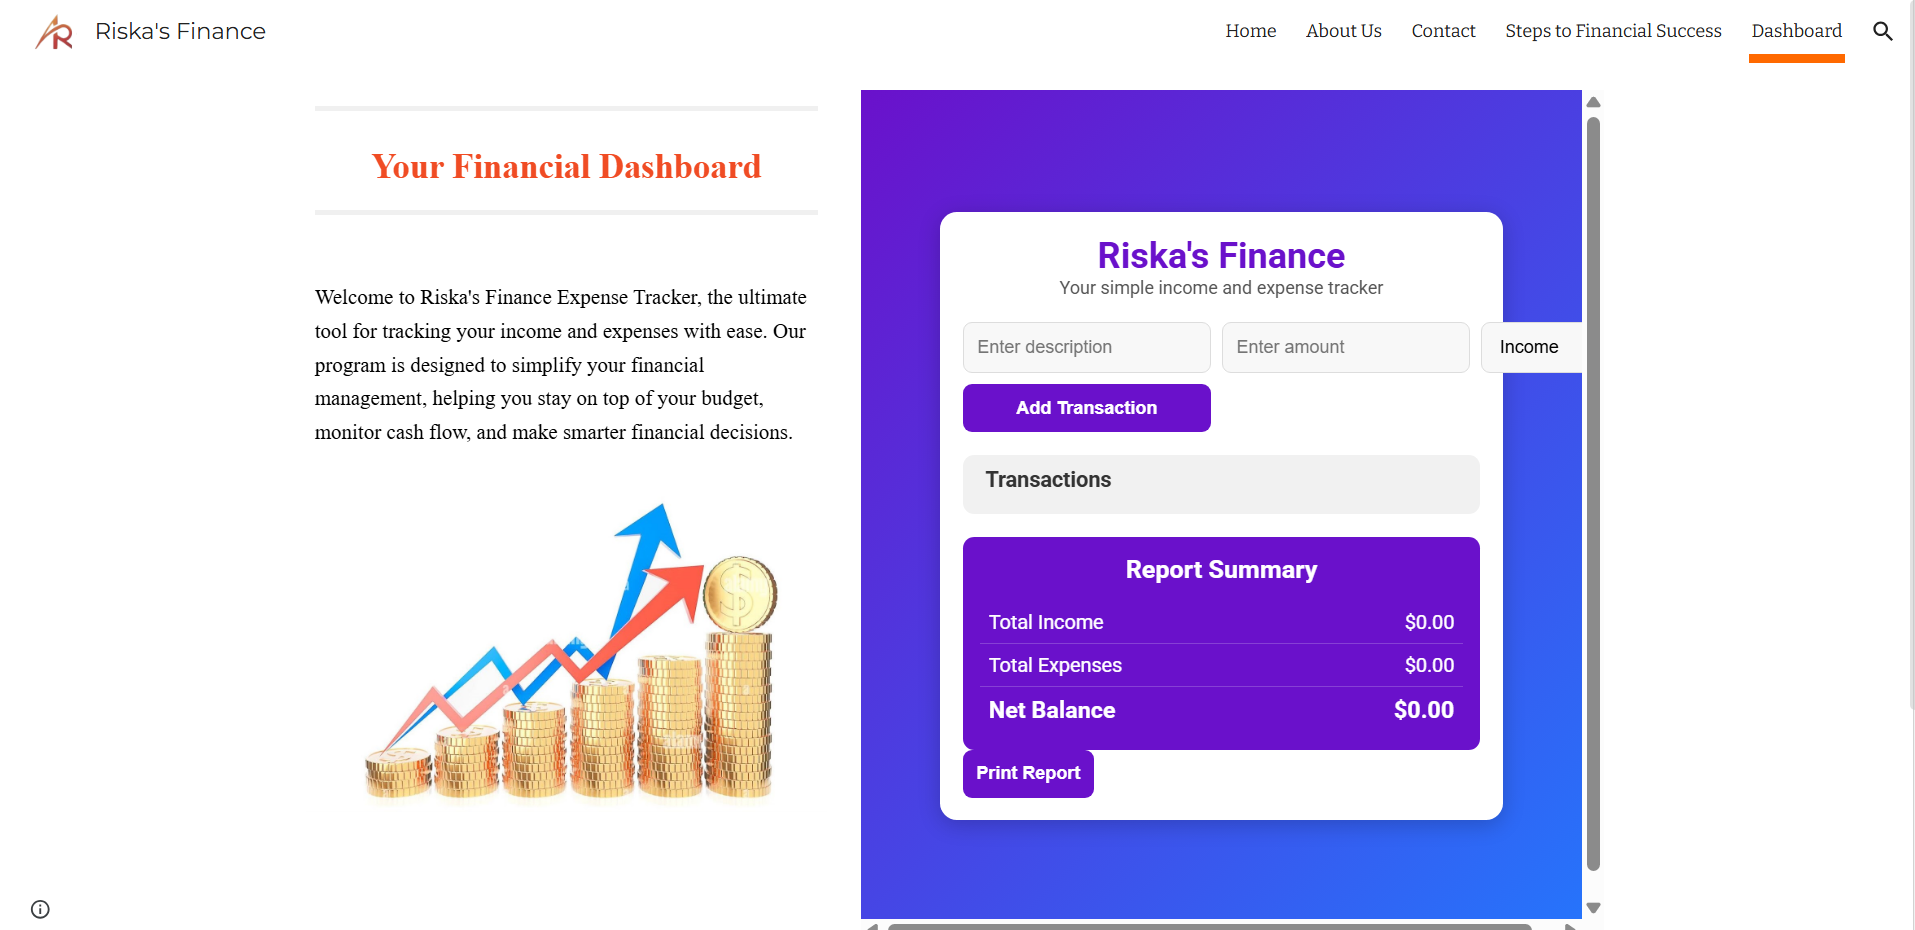 Riska's Finance
Home
About Us
Contact
Steps to Financial Success
Dashboard
Your Financial Dashboard
Welcome to Riska's Finance Expense Tracker, the ultimate
tool for tracking your income and expenses with ease. Our
program is designed to simplify your financial
management, helping you stay on top of your budget,
monitor cash flow, and make smarter financial decisions.
Riska's Finance
Your simple income and expense tracker
Enter description
Enter amount
Income
Add Transaction
Transactions
Report Summary
Total Income $0.00
Total Expenses $0.00
Net Balance $0.00
Print Report